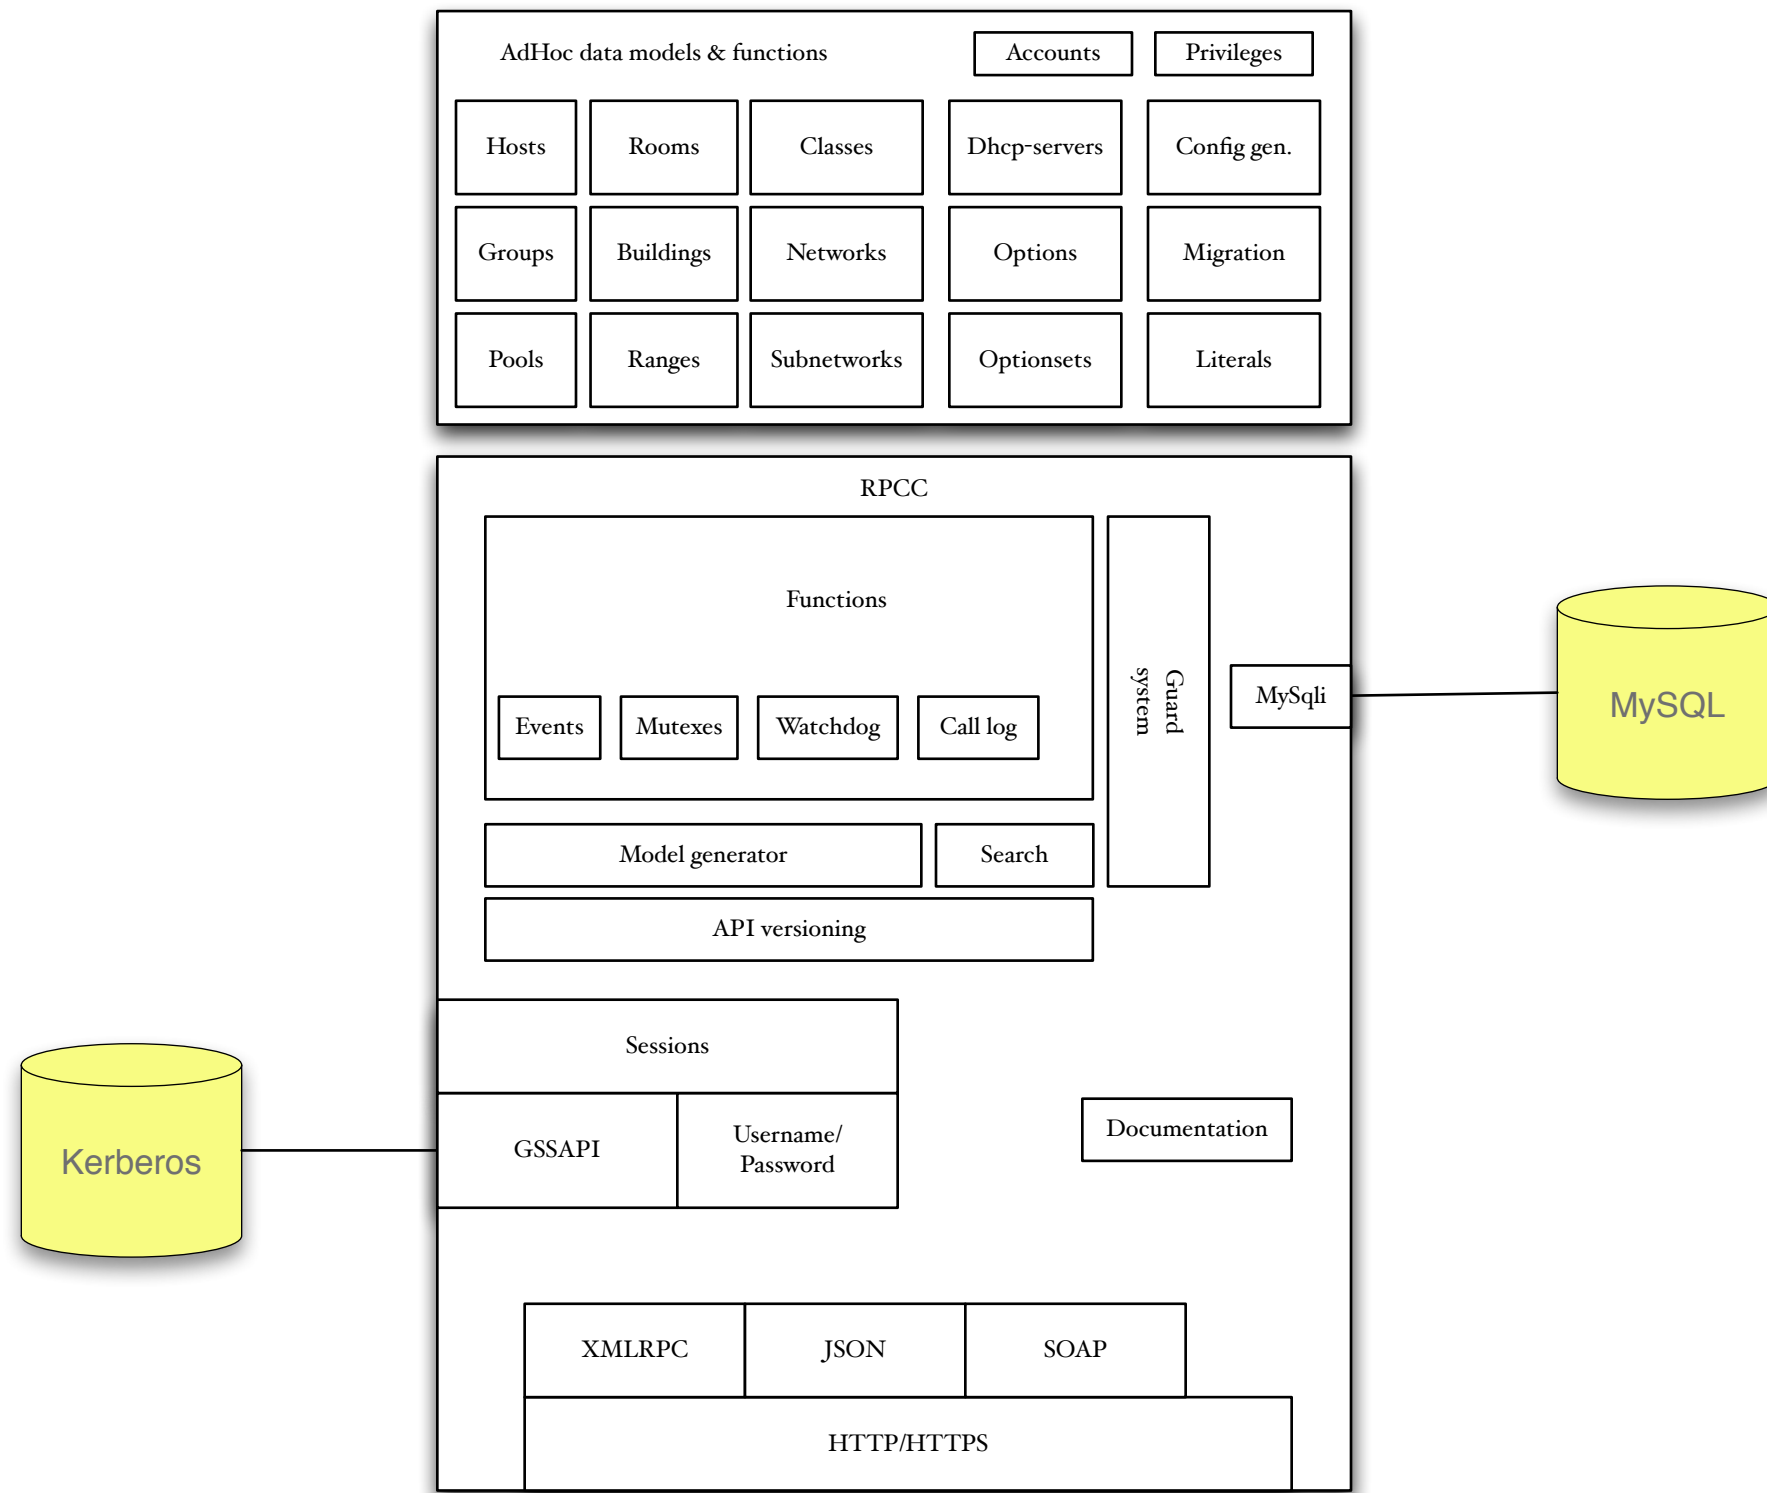 AdHoc data models & functions
Accounts
Privileges
Hosts
Rooms
Classes
Dhcp-servers
Config gen.
Groups
Buildings
Networks
Options
Migration
Pools
Ranges
Subnetworks
Optionsets
Literals
RPCC
Functions
Guard
system
Events
Mutexes
Watchdog
Call log
MySqli
MySQL
Model generator
Search
API versioning
Sessions
GSSAPI
Username/
Password
Kerberos
Documentation
XMLRPC
JSON
SOAP
HTTP/HTTPS